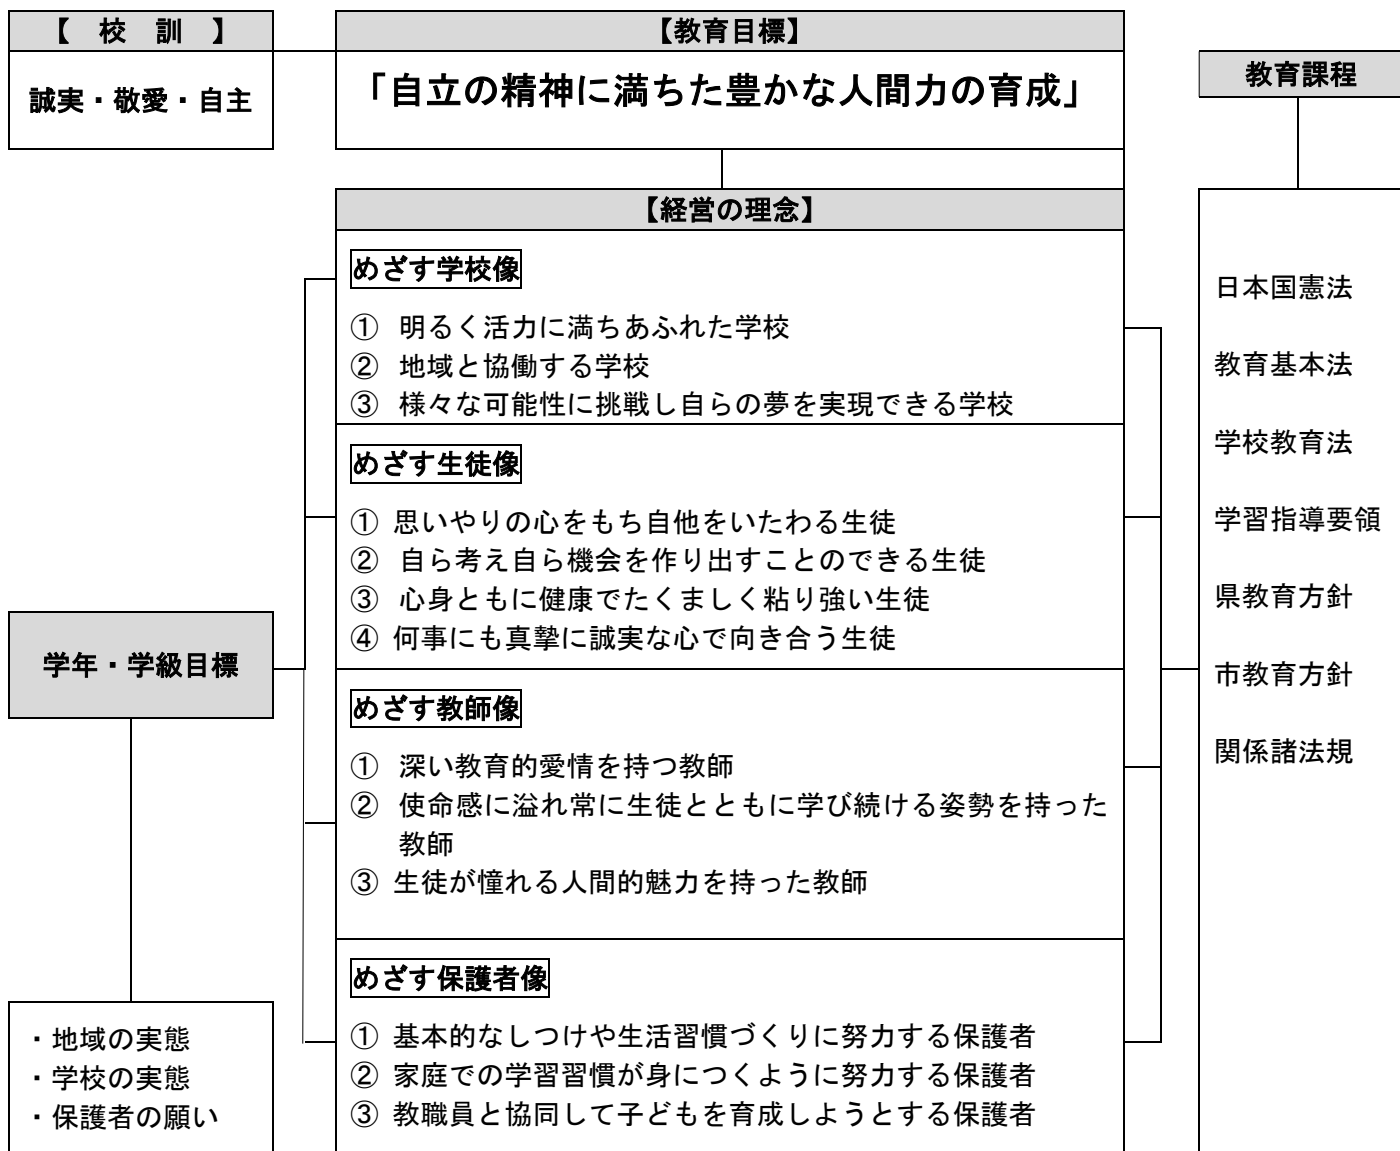 【　校　訓　】
誠実・敬愛・自主
【教育目標】
「自立の精神に満ちた豊かな人間力の育成」
【経営の理念】
めざす学校像
①　明るく活力に満ちあふれた学校
②　地域と協働する学校
③　様々な可能性に挑戦し自らの夢を実現できる学校
めざす生徒像
① 思いやりの心をもち自他をいたわる生徒
②　自ら考え自ら機会を作り出すことのできる生徒
③　心身ともに健康でたくましく粘り強い生徒
④ 何事にも真摯に誠実な心で向き合う生徒
めざす教師像
①　深い教育的愛情を持つ教師
②　使命感に溢れ常に生徒とともに学び続ける姿勢を持った
教師
③ 生徒が憧れる人間的魅力を持った教師
めざす保護者像
① 基本的なしつけや生活習慣づくりに努力する保護者
② 家庭での学習習慣が身につくように努力する保護者
③ 教職員と協同して子どもを育成しようとする保護者
学年・学級目標
・地域の実態
・学校の実態
・保護者の願い
教育課程
日本国憲法
教育基本法
学校教育法
学習指導要領
県教育方針
市教育方針
関係諸法規